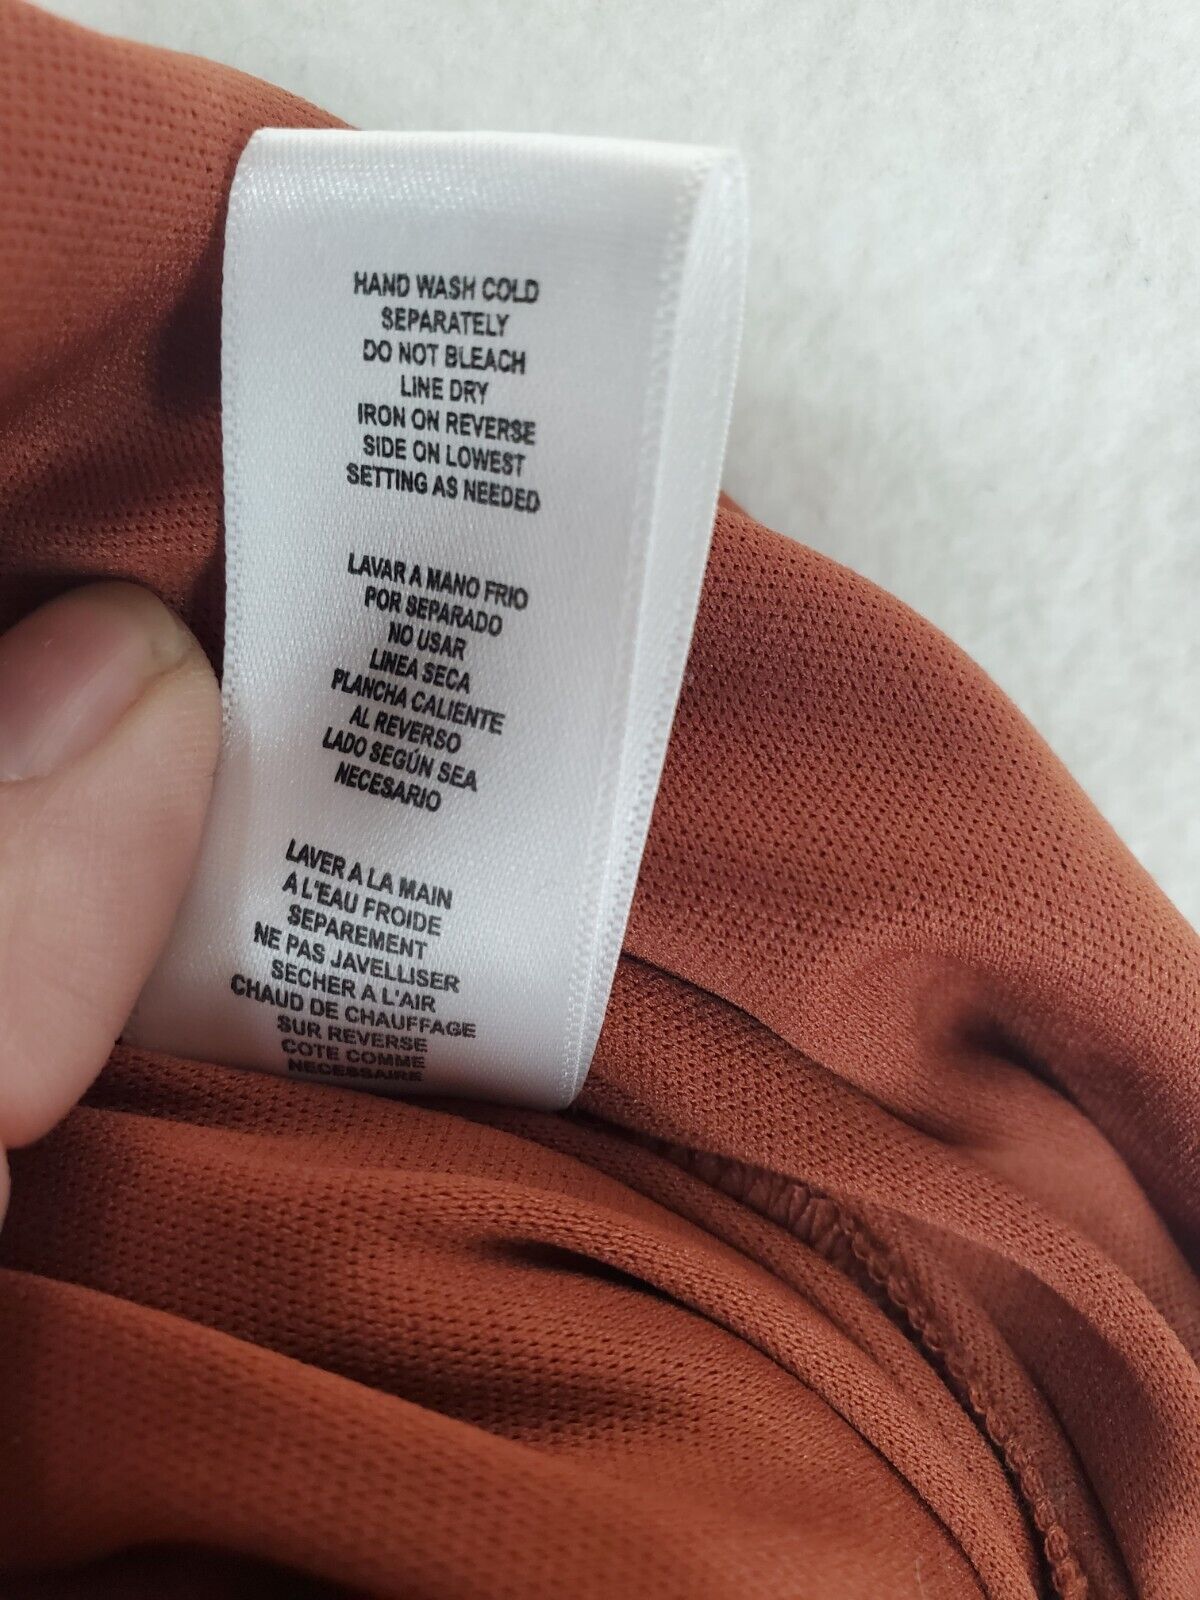 HAND WASH COLD
SEPARATELY
DO NOT BLEACH
LINE DRY
IRON ON REVERSE
SIDE ON LOWEST
SETTING AS NEEDED
LAVAR A MANO FRIO
POR SEPARADO
NO USAR
LINEA SECA
PLANCHA CALIENTE
AL REVERSO
LADO SEGÚN SEA
NECESARIO
LAVER A LA MAIN
A L'EAU FROIDE
SEPAREMENT
NE PAS JAVELLISER
SECHER A L'AIR
CHAUD DE CHAUFFAGE
SUR REVERSE
COTE COMME
NECESSAIRE